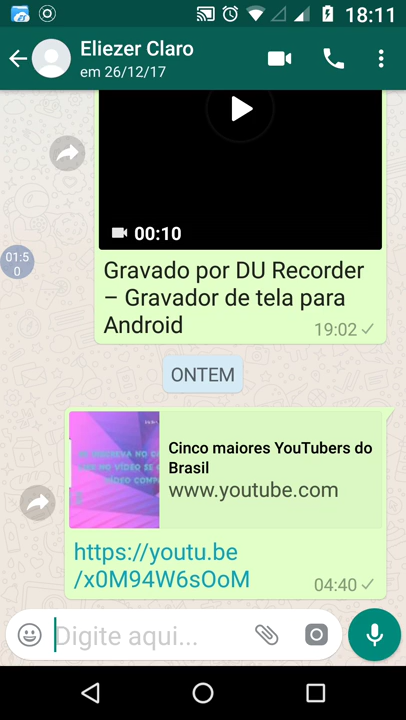 18:11
Eliezer Claro
em 26/12/17
00:10
01:5
0
Gravado por DU Recorder
– Gravador de tela para
Android
19:02
ONTEM
Cinco maiores YouTubers do
Brasil
www.youtube.com
https://youtu.be
/x0M94W6sOoM
04:40
Digite aqui...